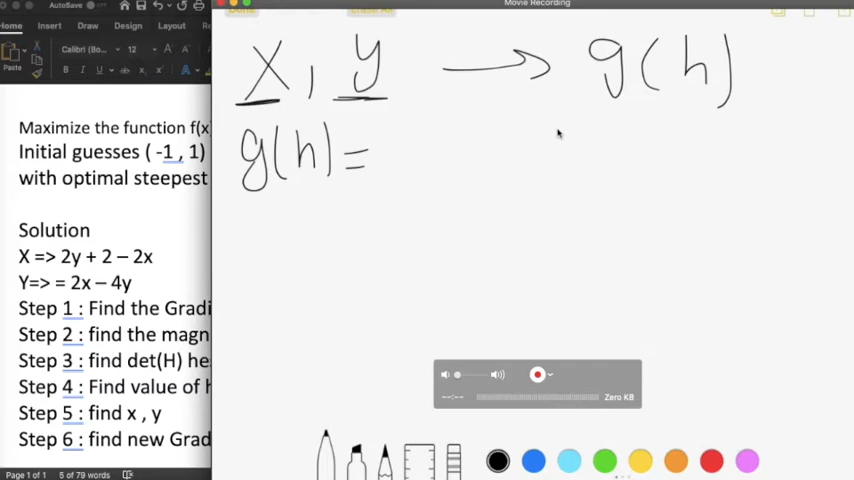 AutoSave
Movie Recording
Home Insert Draw Design Layout
Done
Calibri (Bo... 12
Paste
B I U ab
x , y → g(h)
g(h)=
Maximize the function f(x
Initial guesses ( -1 , 1)
with optimal steepest
Solution
X => 2y + 2 – 2x
Y=> = 2x – 4y
Step 1 : Find the Gradi
Step 2 : find the magn
Step 3 : find det(H) hes
Step 4 : Find value of h
Step 5 : find x , y
Step 6 : find new Grad
--:--
Zero KB
Page 1 of 1 5 of 79 words